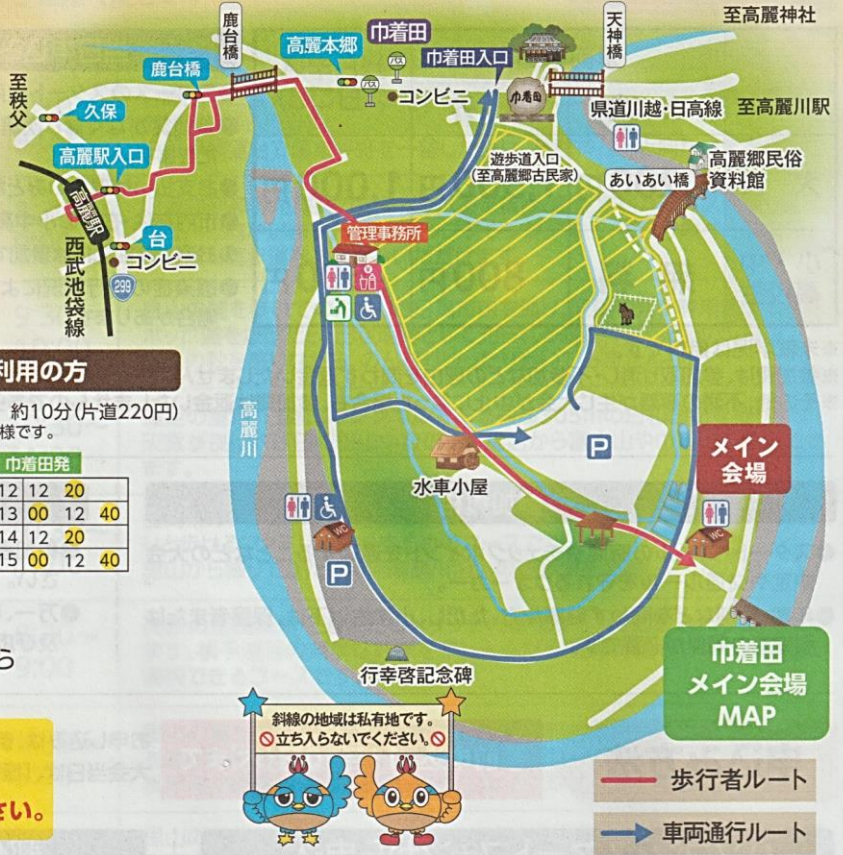 鹿台橋
天神橋
至高麗神社
巾着田
高麗本郷
バス
バス
巾着田入口
鹿台橋
コンビニ
巾着田
県道川越・日高線
至高麗川駅
至秩父
久保
高麗駅入口
遊歩道入口
(至高麗郷古民家)
高麗郷民俗
資料館
あいあい橋
高麗駅
台
コンビニ
299
西武池袋線
管理事務所
利用の方
約10分(片道220円)
様です。
巾着田発
12 12 20
13 00 12 40
14 12 20
15 00 12 40
高麗川
P
メイン
会場
水車小屋
WC
WC
P
行幸啓記念碑
巾着田
メイン会場
MAP
斜線の地域は私有地です。
立ち入らないでください。
ら
さい。
歩行者ルート
車両通行ルート